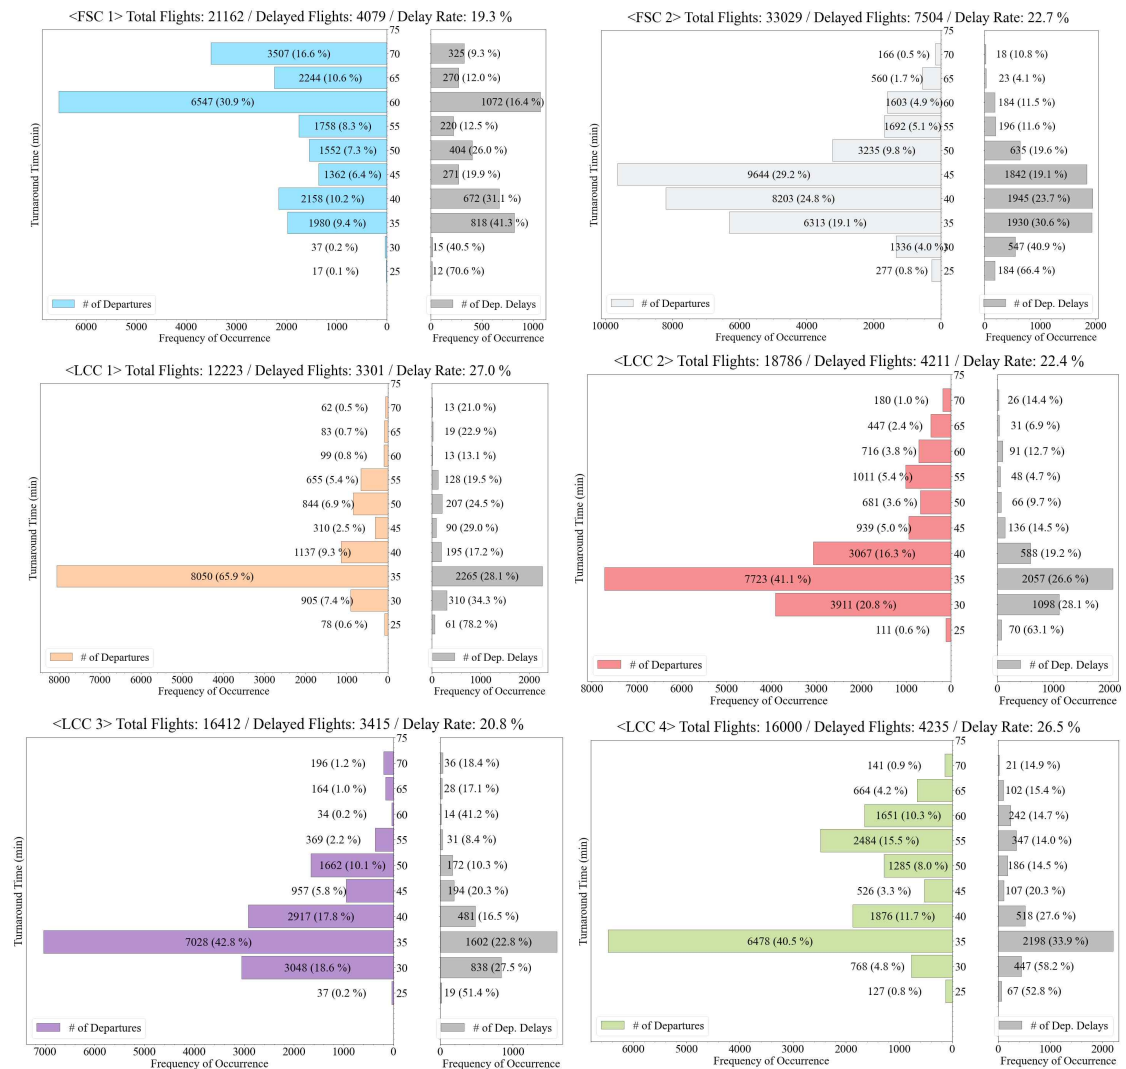 <FSC 1> Total Flights: 21162 / Delayed Flights: 4079 / Delay Rate: 19.3 %
75
3507 (16.6 %) 70 325 (9.3 %)
2244 (10.6 %) 65 270 (12.0 %)
6547 (30.9 %) 60 1072 (16.4 %)
1758 (8.3 %) 55 220 (12.5 %)
1552 (7.3 %) 50 404 (26.0 %)
1362 (6.4 %) 45 271 (19.9 %)
2158 (10.2 %) 40 672 (31.1 %)
1980 (9.4 %) 35 818 (41.3 %)
37 (0.2 %) 30 15 (40.5 %)
17 (0.1 %) 25 12 (70.6 %)
Turnaround Time (min)
# of Departures # of Dep. Delays
6000 5000 4000 3000 2000 1000 0 0 500 1000
Frequency of Occurrence Frequency of Occurrence
<FSC 2> Total Flights: 33029 / Delayed Flights: 7504 / Delay Rate: 22.7 %
75
166 (0.5 %) 70 18 (10.8 %)
560 (1.7 %) 65 23 (4.1 %)
1603 (4.9 %) 60 184 (11.5 %)
1692 (5.1 %) 55 196 (11.6 %)
3235 (9.8 %) 50 635 (19.6 %)
9644 (29.2 %) 45 1842 (19.1 %)
8203 (24.8 %) 40 1945 (23.7 %)
6313 (19.1 %) 35 1930 (30.6 %)
1336 (4.0 %) 30 547 (40.9 %)
277 (0.8 %) 25 184 (66.4 %)
Turnaround Time (min)
# of Departures # of Dep. Delays
10000 8000 6000 4000 2000 0 0 1000 2000
Frequency of Occurrence Frequency of Occurrence
<LCC 1> Total Flights: 12223 / Delayed Flights: 3301 / Delay Rate: 27.0 %
75
62 (0.5 %) 70 13 (21.0 %)
83 (0.7 %) 65 19 (22.9 %)
99 (0.8 %) 60 13 (13.1 %)
655 (5.4 %) 55 128 (19.5 %)
844 (6.9 %) 50 207 (24.5 %)
310 (2.5 %) 45 90 (29.0 %)
1137 (9.3 %) 40 195 (17.2 %)
8050 (65.9 %) 35 2265 (28.1 %)
905 (7.4 %) 30 310 (34.3 %)
78 (0.6 %) 25 61 (78.2 %)
Turnaround Time (min)
# of Departures # of Dep. Delays
8000 7000 6000 5000 4000 3000 2000 1000 0 0 1000 2000
Frequency of Occurrence Frequency of Occurrence
<LCC 2> Total Flights: 18786 / Delayed Flights: 4211 / Delay Rate: 22.4 %
75
180 (1.0 %) 70 26 (14.4 %)
447 (2.4 %) 65 31 (6.9 %)
716 (3.8 %) 60 91 (12.7 %)
1011 (5.4 %) 55 48 (4.7 %)
681 (3.6 %) 50 66 (9.7 %)
939 (5.0 %) 45 136 (14.5 %)
3067 (16.3 %) 40 588 (19.2 %)
7723 (41.1 %) 35 2057 (26.6 %)
3911 (20.8 %) 30 1098 (28.1 %)
111 (0.6 %) 25 70 (63.1 %)
Turnaround Time (min)
# of Departures # of Dep. Delays
8000 7000 6000 5000 4000 3000 2000 1000 0 0 1000 2000
Frequency of Occurrence Frequency of Occurrence
<LCC 3> Total Flights: 16412 / Delayed Flights: 3415 / Delay Rate: 20.8 %
75
196 (1.2 %) 70 36 (18.4 %)
164 (1.0 %) 65 28 (17.1 %)
34 (0.2 %) 60 14 (41.2 %)
369 (2.2 %) 55 31 (8.4 %)
1662 (10.1 %) 50 172 (10.3 %)
957 (5.8 %) 45 194 (20.3 %)
2917 (17.8 %) 40 481 (16.5 %)
7028 (42.8 %) 35 1602 (22.8 %)
3048 (18.6 %) 30 838 (27.5 %)
37 (0.2 %) 25 19 (51.4 %)
Turnaround Time (min)
# of Departures # of Dep. Delays
7000 6000 5000 4000 3000 2000 1000 0 0 1000
Frequency of Occurrence Frequency of Occurrence
<LCC 4> Total Flights: 16000 / Delayed Flights: 4235 / Delay Rate: 26.5 %
75
141 (0.9 %) 70 21 (14.9 %)
664 (4.2 %) 65 102 (15.4 %)
1651 (10.3 %) 60 242 (14.7 %)
2484 (15.5 %) 55 347 (14.0 %)
1285 (8.0 %) 50 186 (14.5 %)
526 (3.3 %) 45 107 (20.3 %)
1876 (11.7 %) 40 518 (27.6 %)
6478 (40.5 %) 35 2198 (33.9 %)
768 (4.8 %) 30 447 (58.2 %)
127 (0.8 %) 25 67 (52.8 %)
Turnaround Time (min)
# of Departures # of Dep. Delays
6000 5000 4000 3000 2000 1000 0 0 1000 2000
Frequency of Occurrence Frequency of Occurrence